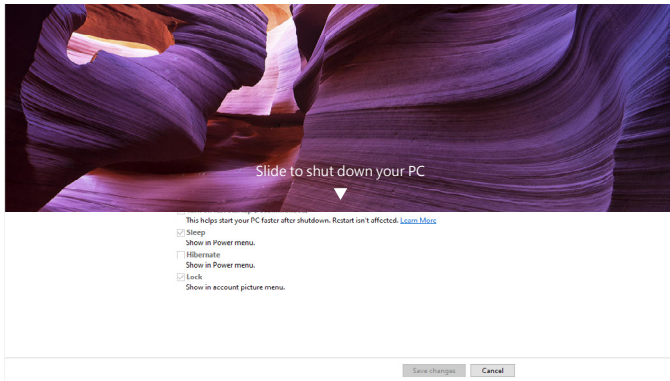 Slide to shut down your PC
This helps start your PC faster after shutdown. Restart isn't affected. Learn More
Sleep
Show in Power menu.
Hibernate
Show in Power menu.
Lock
Show in account picture menu.
Save changes Cancel